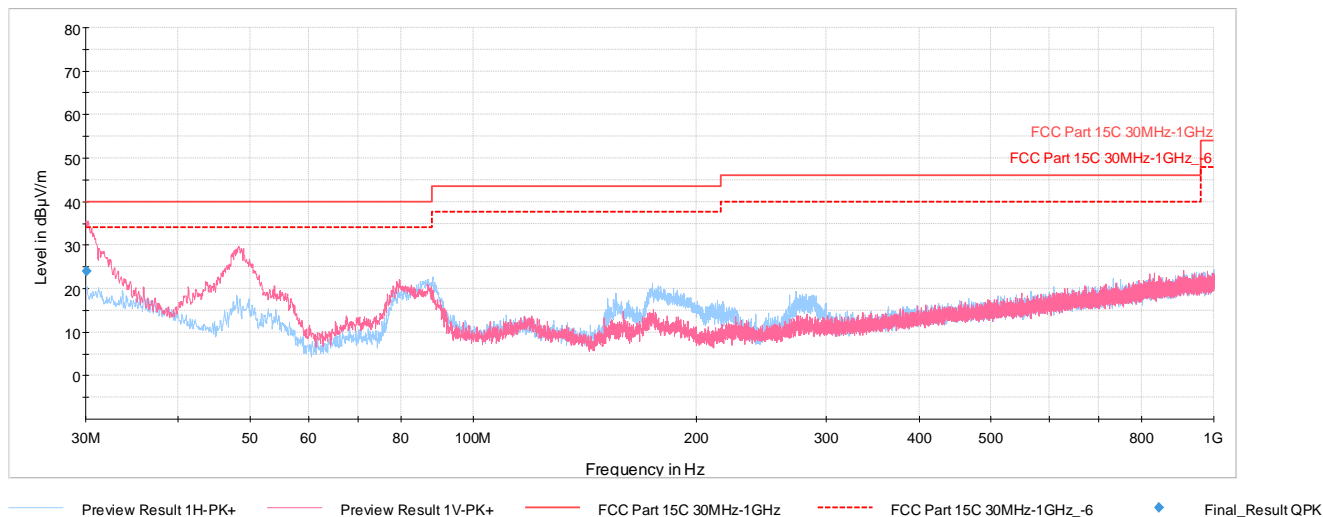 80
70
60
50
40
30
20
10
0
Level in dBµV/m
FCC Part 15C 30MHz-1GHz
FCC Part 15C 30MHz-1GHz_-6
30M 50 60 80 100M 200 300 400 500 800 1G
Frequency in Hz
Preview Result 1H-PK+ Preview Result 1V-PK+ FCC Part 15C 30MHz-1GHz FCC Part 15C 30MHz-1GHz_-6 Final_Result QPK